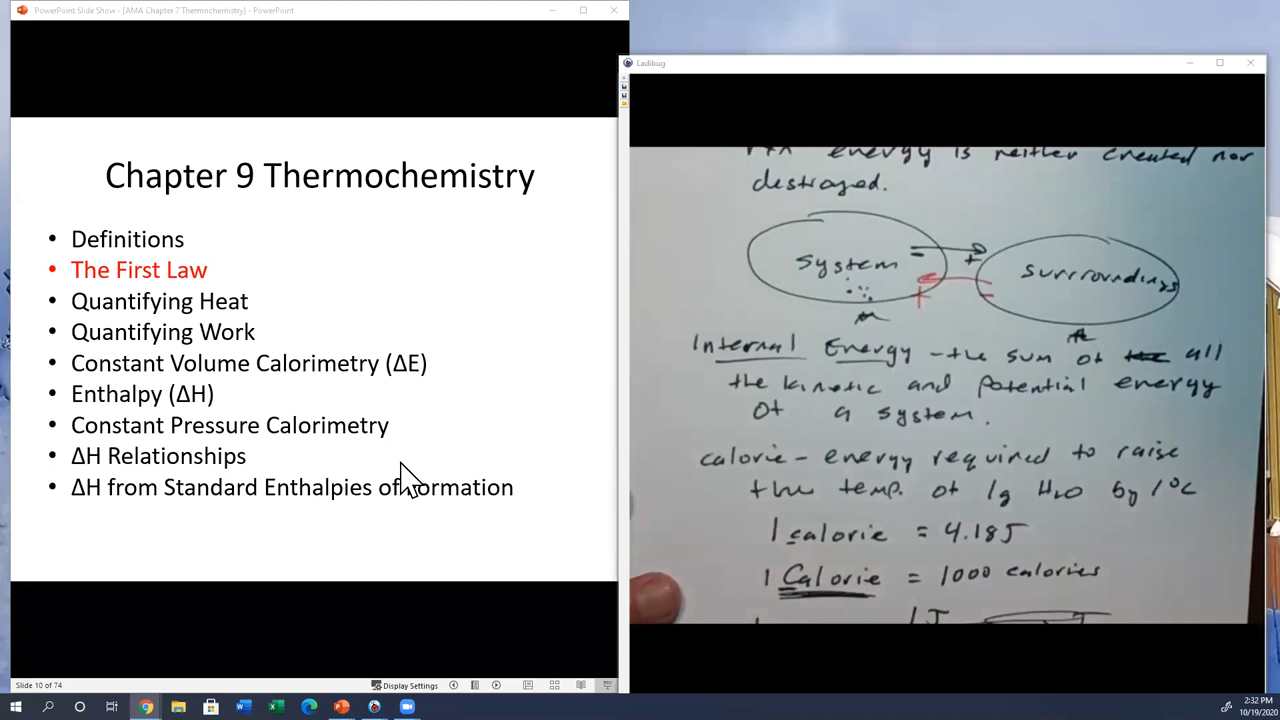 PowerPoint Slide Show - [AMA Chapter 7 Thermochemistry] - PowerPoint
Chapter 9 Thermochemistry
• Definitions
• The First Law
• Quantifying Heat
• Quantifying Work
• Constant Volume Calorimetry (ΔE)
• Enthalpy (ΔH)
• Constant Pressure Calorimetry
• ΔH Relationships
• ΔH from Standard Enthalpies of Formation
Slide 10 of 74
Display Settings
Ladibug
rxn energy is neither created nor
destroyed.
system
- +
+ -
surrroundings
Internal Energy - the sum of all
the kinetic and potential energy
of a system.
calorie - energy required to raise
the temp. of 1g H2O by 1°C
1 calorie = 4.18J
1 Calorie = 1000 calories
1J
2:32 PM
10/19/2020